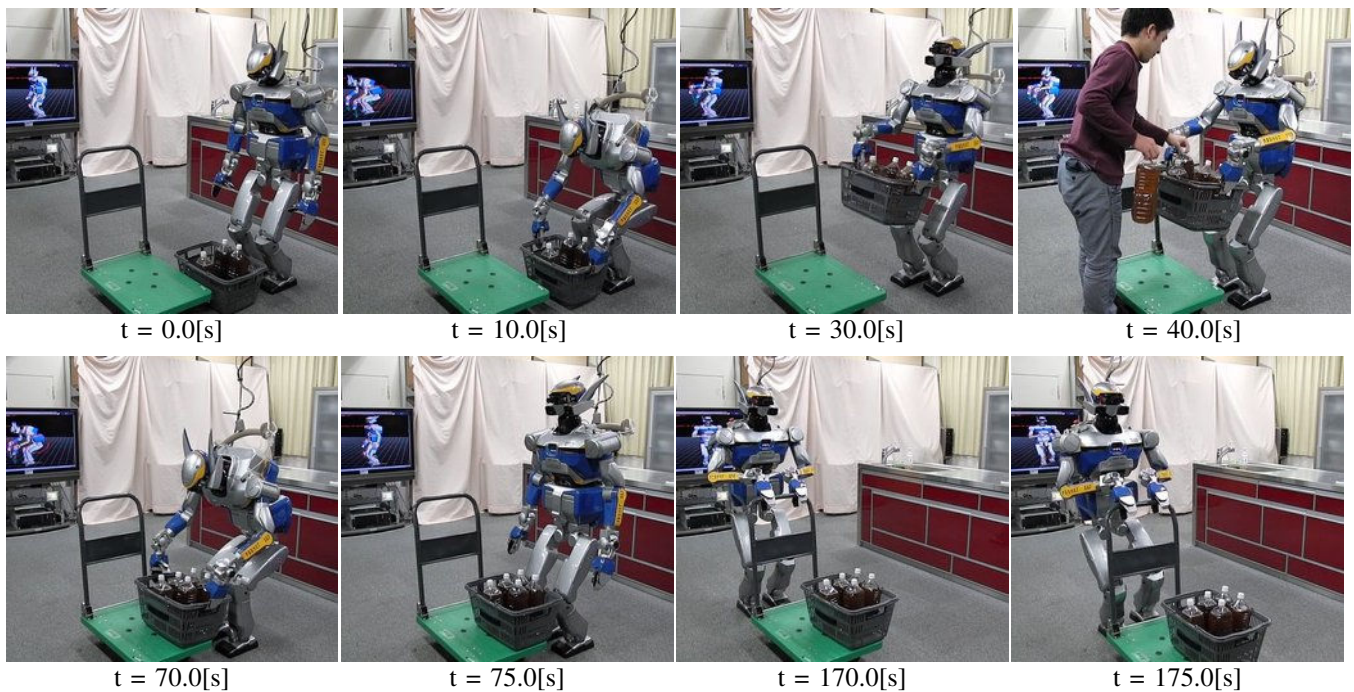 t = 0.0[s]
t = 10.0[s]
t = 30.0[s]
t = 40.0[s]
t = 70.0[s]
t = 75.0[s]
t = 170.0[s]
t = 175.0[s]